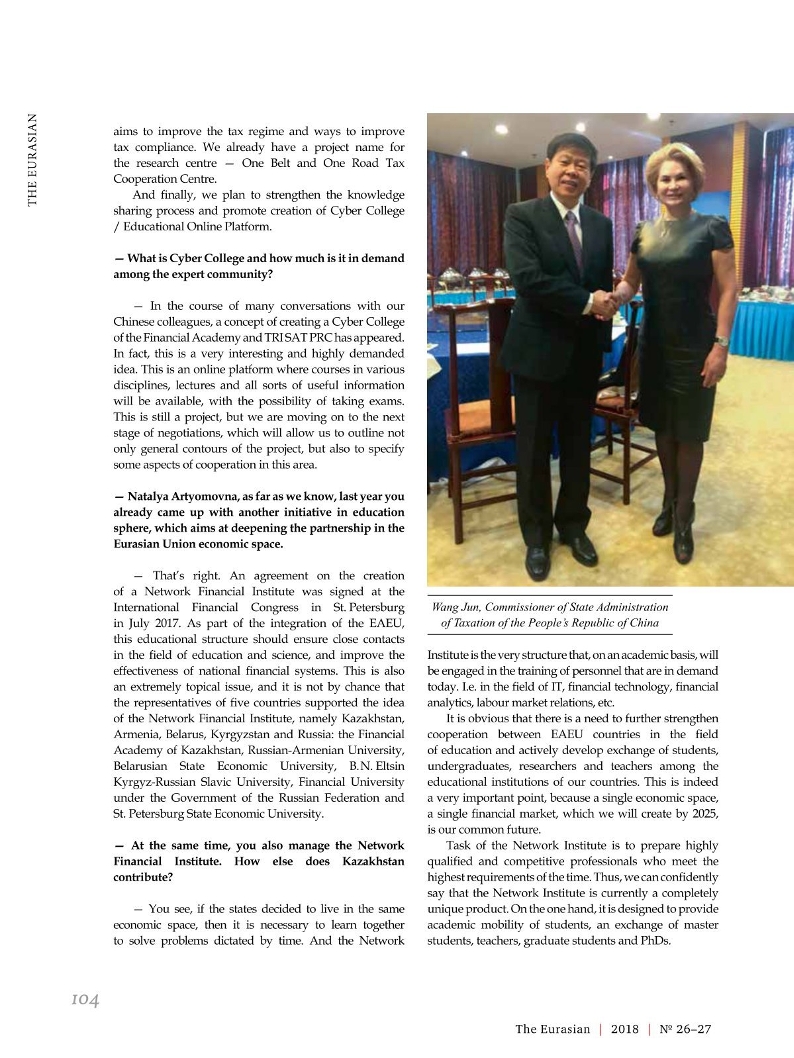 THE EURASIAN
aims to improve the tax regime and ways to improve
tax compliance. We already have a project name for
the research centre — One Belt and One Road Tax
Cooperation Centre.
And finally, we plan to strengthen the knowledge
sharing process and promote creation of Cyber College
/ Educational Online Platform.
— What is Cyber College and how much is it in demand
among the expert community?
— In the course of many conversations with our
Chinese colleagues, a concept of creating a Cyber College
of the Financial Academy and TRI SAT PRC has appeared.
In fact, this is a very interesting and highly demanded
idea. This is an online platform where courses in various
disciplines, lectures and all sorts of useful information
will be available, with the possibility of taking exams.
This is still a project, but we are moving on to the next
stage of negotiations, which will allow us to outline not
only general contours of the project, but also to specify
some aspects of cooperation in this area.
— Natalya Artyomovna, as far as we know, last year you
already came up with another initiative in education
sphere, which aims at deepening the partnership in the
Eurasian Union economic space.
— That's right. An agreement on the creation
of a Network Financial Institute was signed at the
International Financial Congress in St. Petersburg
in July 2017. As part of the integration of the EAEU,
this educational structure should ensure close contacts
in the field of education and science, and improve the
effectiveness of national financial systems. This is also
an extremely topical issue, and it is not by chance that
the representatives of five countries supported the idea
of the Network Financial Institute, namely Kazakhstan,
Armenia, Belarus, Kyrgyzstan and Russia: the Financial
Academy of Kazakhstan, Russian-Armenian University,
Belarusian State Economic University, B. N. Eltsin
Kyrgyz-Russian Slavic University, Financial University
under the Government of the Russian Federation and
St. Petersburg State Economic University.
— At the same time, you also manage the Network
Financial Institute. How else does Kazakhstan
contribute?
— You see, if the states decided to live in the same
economic space, then it is necessary to learn together
to solve problems dictated by time. And the Network
Wang Jun, Commissioner of State Administration
of Taxation of the People's Republic of China
Institute is the very structure that, on an academic basis, will
be engaged in the training of personnel that are in demand
today. I.e. in the field of IT, financial technology, financial
analytics, labour market relations, etc.
It is obvious that there is a need to further strengthen
cooperation between EAEU countries in the field
of education and actively develop exchange of students,
undergraduates, researchers and teachers among the
educational institutions of our countries. This is indeed
a very important point, because a single economic space,
a single financial market, which we will create by 2025,
is our common future.
Task of the Network Institute is to prepare highly
qualified and competitive professionals who meet the
highest requirements of the time. Thus, we can confidently
say that the Network Institute is currently a completely
unique product. On the one hand, it is designed to provide
academic mobility of students, an exchange of master
students, teachers, graduate students and PhDs.
104
The Eurasian | 2018 | № 26–27